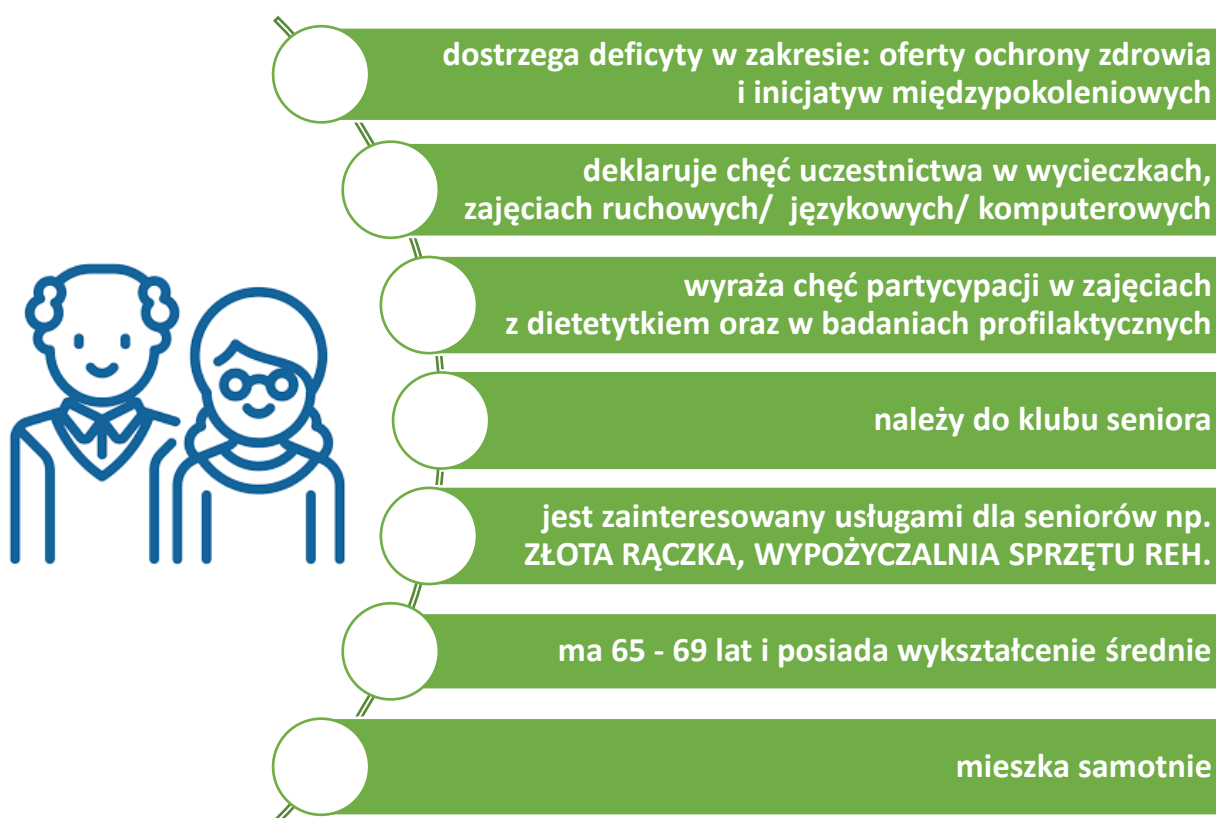 dostrzega deficyty w zakresie: oferty ochrony zdrowia
i inicjatyw międzypokoleniowych
deklaruje chęć uczestnictwa w wycieczkach,
zajęciach ruchowych/ językowych/ komputerowych
wyraża chęć partycypacji w zajęciach
z dietetytkiem oraz w badaniach profilaktycznych
należy do klubu seniora
jest zainteresowany usługami dla seniorów np.
ZŁOTA RĄCZKA, WYPOŻYCZALNIA SPRZĘTU REH.
ma 65 - 69 lat i posiada wykształcenie średnie
mieszka samotnie